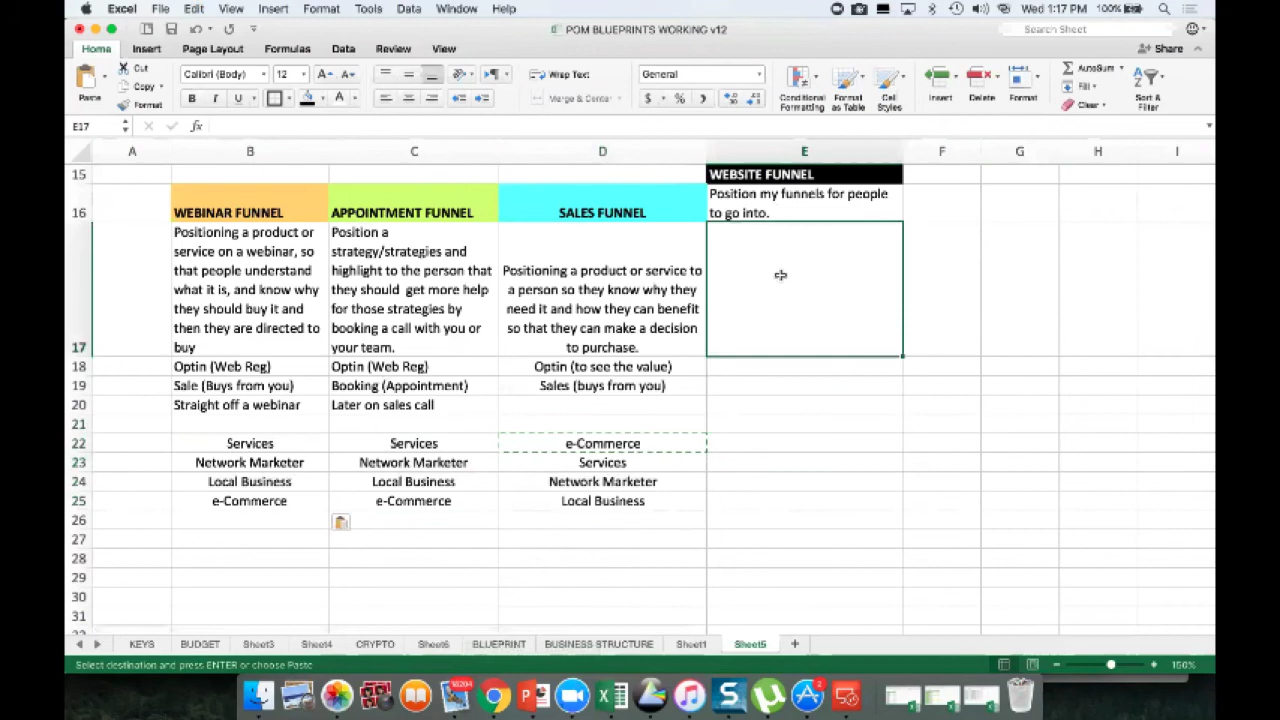 Excel File Edit View Insert Format Tools Data Window Help Wed 1:17 PM 100%
POM BLUEPRINTS WORKING v12 Search Sheet
Home Insert Page Layout Formulas Data Review View Share
Cut
Copy
Format
Paste
Calibri (Body) 12 A A
B I U A
Wrap Text
Merge & Center
General
$ %
Conditional Formatting
Format as Table
Cell Styles
Insert
Delete
Format
AutoSum
Fill
Clear
Sort & Filter
E17 fx
A B C D E F G H I
15 WEBSITE FUNNEL
Position my funnels for people
16 WEBINAR FUNNEL APPOINTMENT FUNNEL SALES FUNNEL to go into.
Positioning a product or Position a
service on a webinar, so strategy/strategies and
that people understand highlight to the person that Positioning a product or service to
what it is, and know why they should get more help a person so they know why they
they should buy it and for those strategies by need it and how they can benefit
then they are directed to booking a call with you or so that they can make a decision
17 buy your team. to purchase.
18 Optin (Web Reg) Optin (Web Reg) Optin (to see the value)
19 Sale (Buys from you) Booking (Appointment) Sales (buys from you)
20 Straight off a webinar Later on sales call
21
22 Services Services e-Commerce
23 Network Marketer Network Marketer Services
24 Local Business Local Business Network Marketer
25 e-Commerce e-Commerce Local Business
26
27
28
29
30
31
KEYS BUDGET Sheet3 Sheet4 CRYPTO Sheet6 BLUEPRINT BUSINESS STRUCTURE Sheet1 Sheet5 +
Select destination and press ENTER or choose Paste 150%